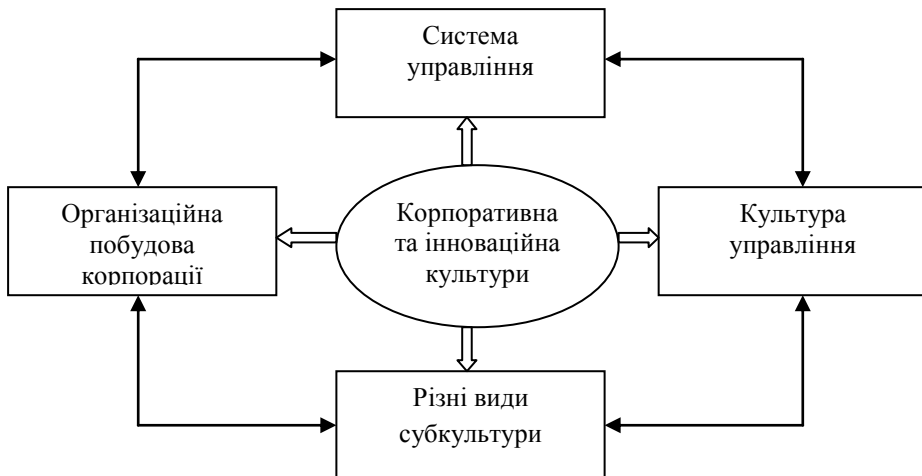 Система
управління
Організаційна
побудова
корпорації
Корпоративна
та інноваційна
культури
Культура
управління
Різні види
субкультури